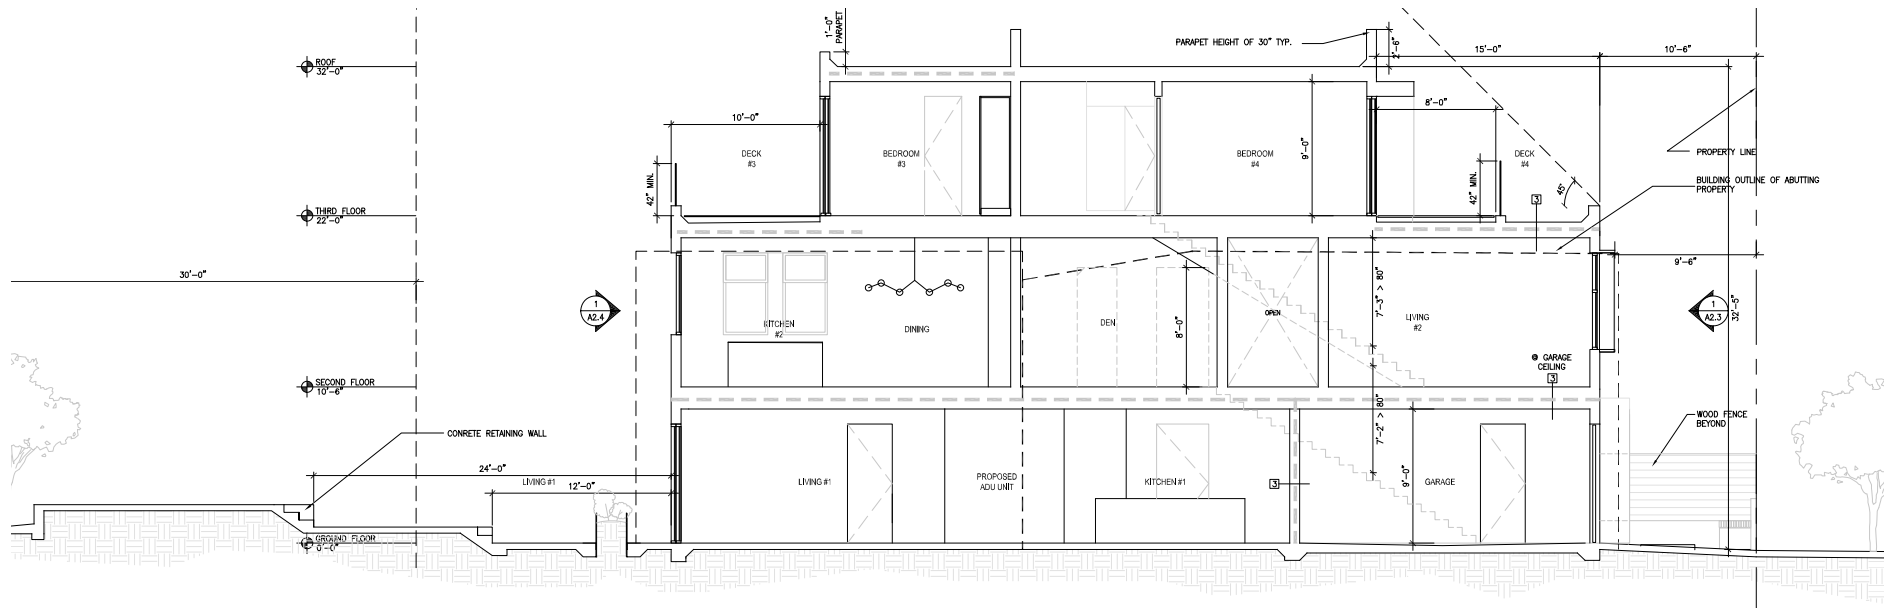 1'-0"
PARAPET
PARAPET HEIGHT OF 30" TYP.
2'-6"
15'-0"
10'-6"
ROOF
32'-0"
10'-0"
8'-0"
DECK
#3
BEDROOM
#3
BEDROOM
#4
9'-0"
DECK
#4
PROPERTY LINE
42" MIN.
42" MIN.
45°
BUILDING OUTLINE OF ABUTTING
PROPERTY
3
THIRD FLOOR
22'-0"
30'-0"
9'-6"
1
A2.4
KITCHEN
#2
DINING
DEN
8'-0"
OPEN
7'-3" > 80"
LIVING
#2
1
A2.3
32'-5"
@ GARAGE
CEILING
3
SECOND FLOOR
10'-6"
7'-2" > 80"
WOOD FENCE
BEYOND
CONRETE RETAINING WALL
24'-0"
LIVING #1
12'-0"
LIVING #1
PROPOSED
ADU UNIT
KITCHEN #1
3
9'-0"
GARAGE
GROUND FLOOR
0'-0"